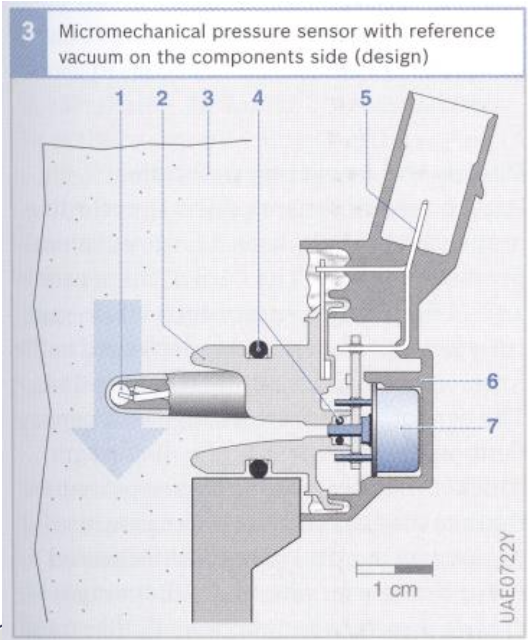 3 Micromechanical pressure sensor with reference
vacuum on the components side (design)
1 2 3 4 5
6
7
1 cm
UAE0722Y